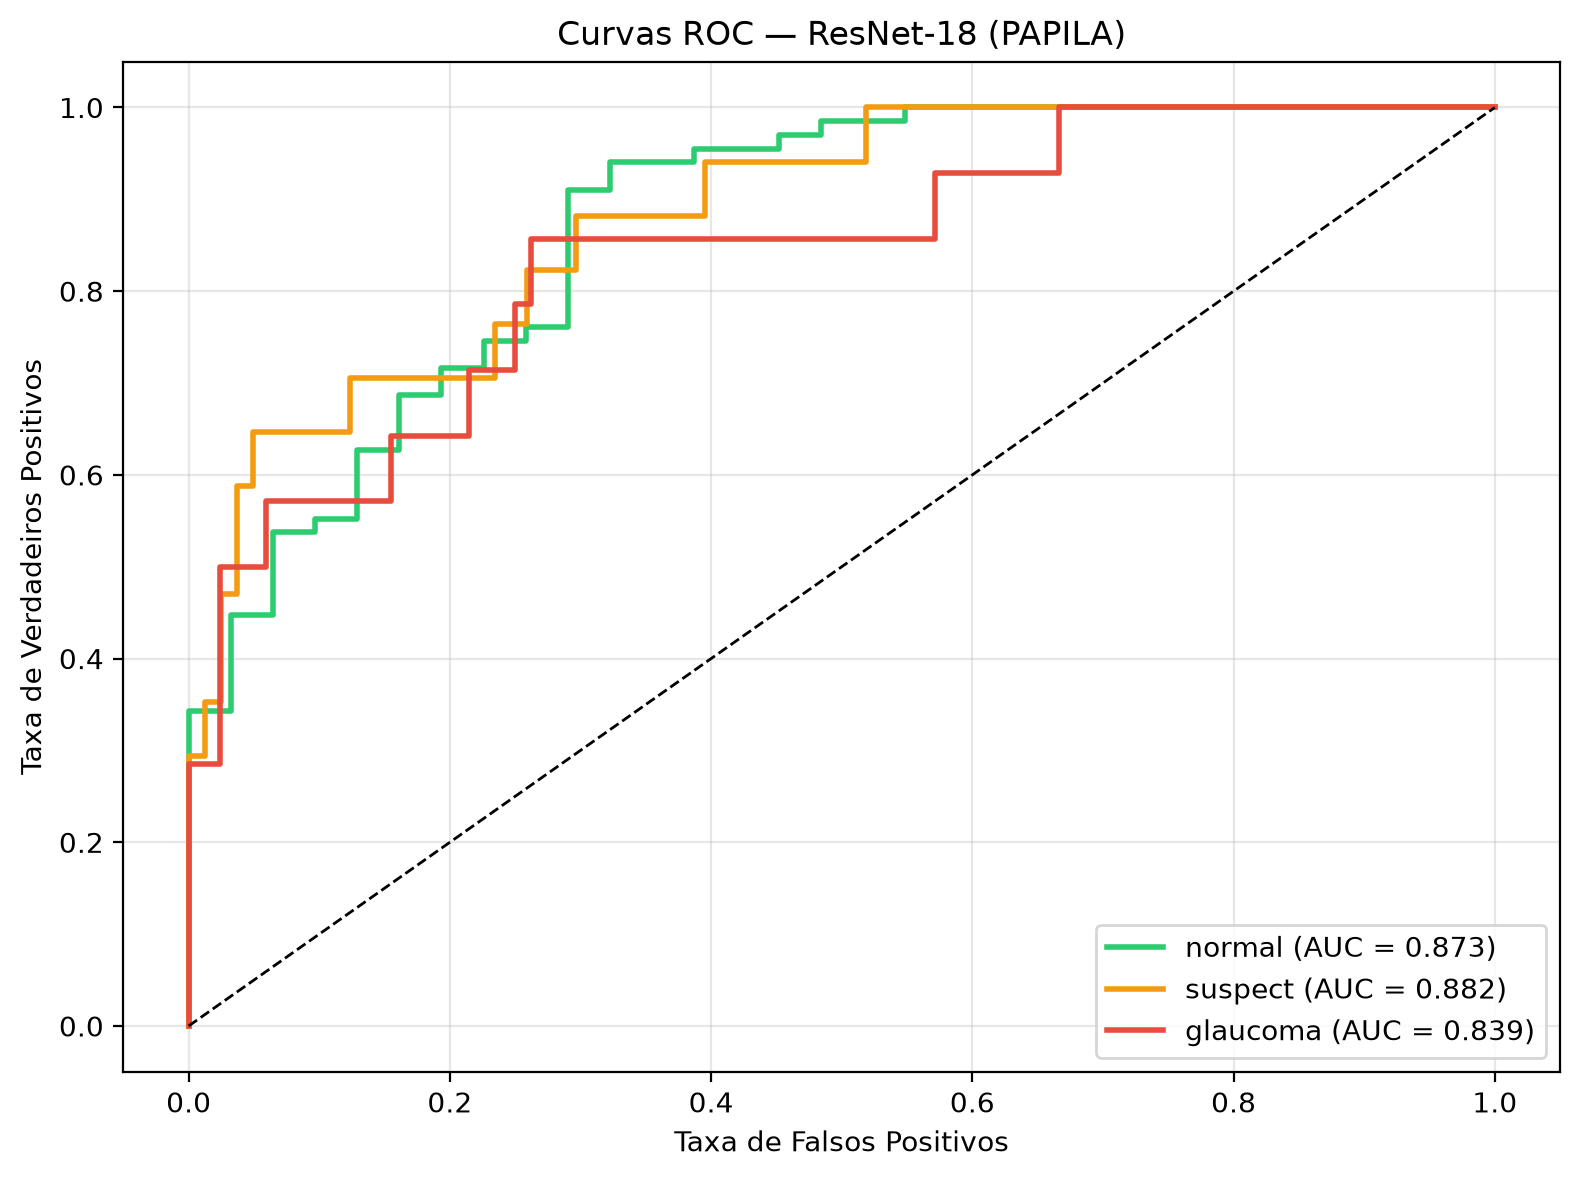 Curvas ROC — ResNet-18 (PAPILA)
1.0
0.8
0.6
0.4
0.2
0.0
Taxa de Verdadeiros Positivos
normal (AUC = 0.873)
suspect (AUC = 0.882)
glaucoma (AUC = 0.839)
0.0 0.2 0.4 0.6 0.8 1.0
Taxa de Falsos Positivos